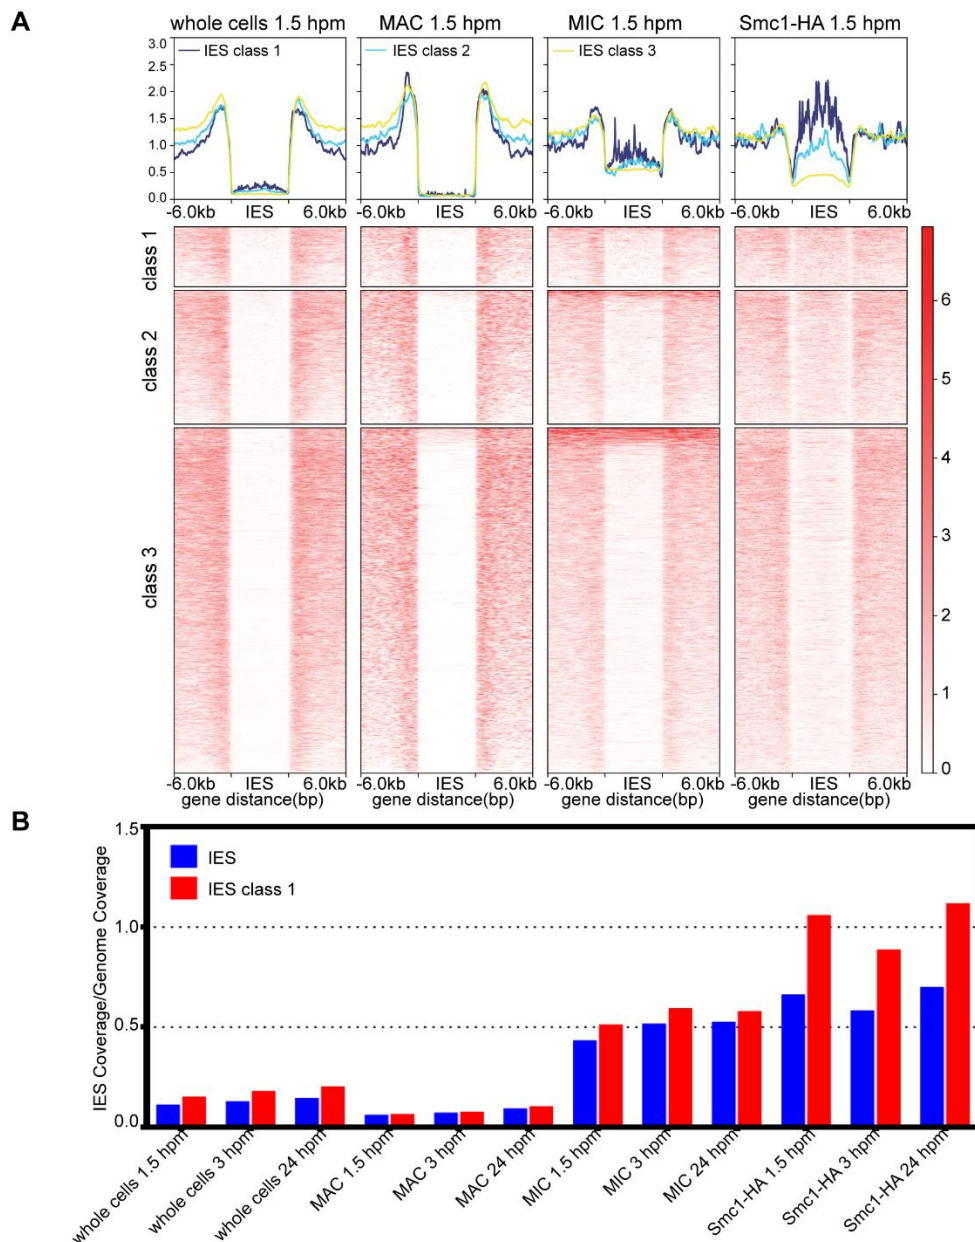 A
whole cells 1.5 hpm MAC 1.5 hpm MIC 1.5 hpm Smc1-HA 1.5 hpm
IES class 1 IES class 2 IES class 3
3.0
2.5
2.0
1.5
1.0
0.5
0.0
-6.0kb IES 6.0kb -6.0kb IES 6.0kb -6.0kb IES 6.0kb -6.0kb IES 6.0kb
class 1
class 2
class 3
6
5
4
3
2
1
0
-6.0kb IES 6.0kb -6.0kb IES 6.0kb -6.0kb IES 6.0kb -6.0kb IES 6.0kb
gene distance(bp) gene distance(bp) gene distance(bp) gene distance(bp)
B
IES Coverage/Genome Coverage
1.5
1.0
0.5
0.0
IES
IES class 1
whole cells 1.5 hpm
whole cells 3 hpm
whole cells 24 hpm
MAC 1.5 hpm
MAC 3 hpm
MAC 24 hpm
MIC 1.5 hpm
MIC 3 hpm
MIC 24 hpm
Smc1-HA 1.5 hpm
Smc1-HA 3 hpm
Smc1-HA 24 hpm